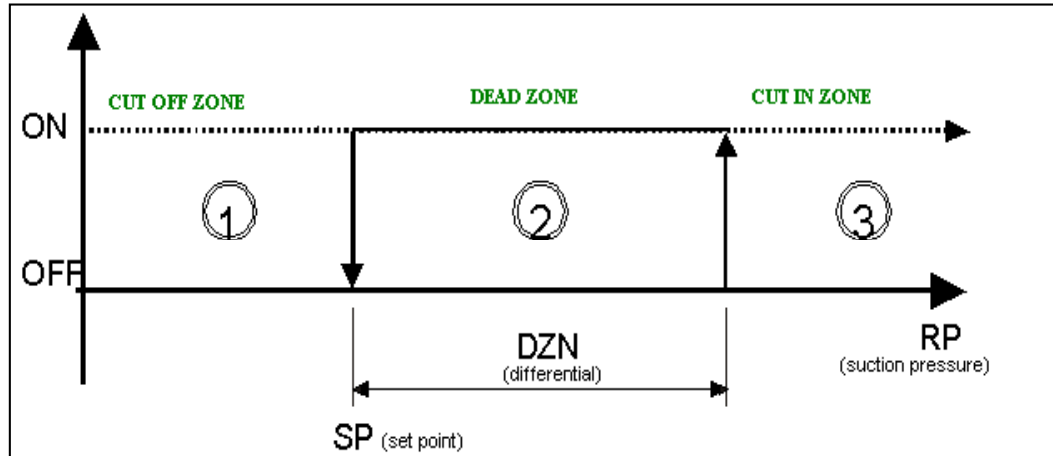 CUT OFF ZONE
DEAD ZONE
CUT IN ZONE
ON
1
2
3
OFF
DZN
(differential)
RP
(suction pressure)
SP (set point)